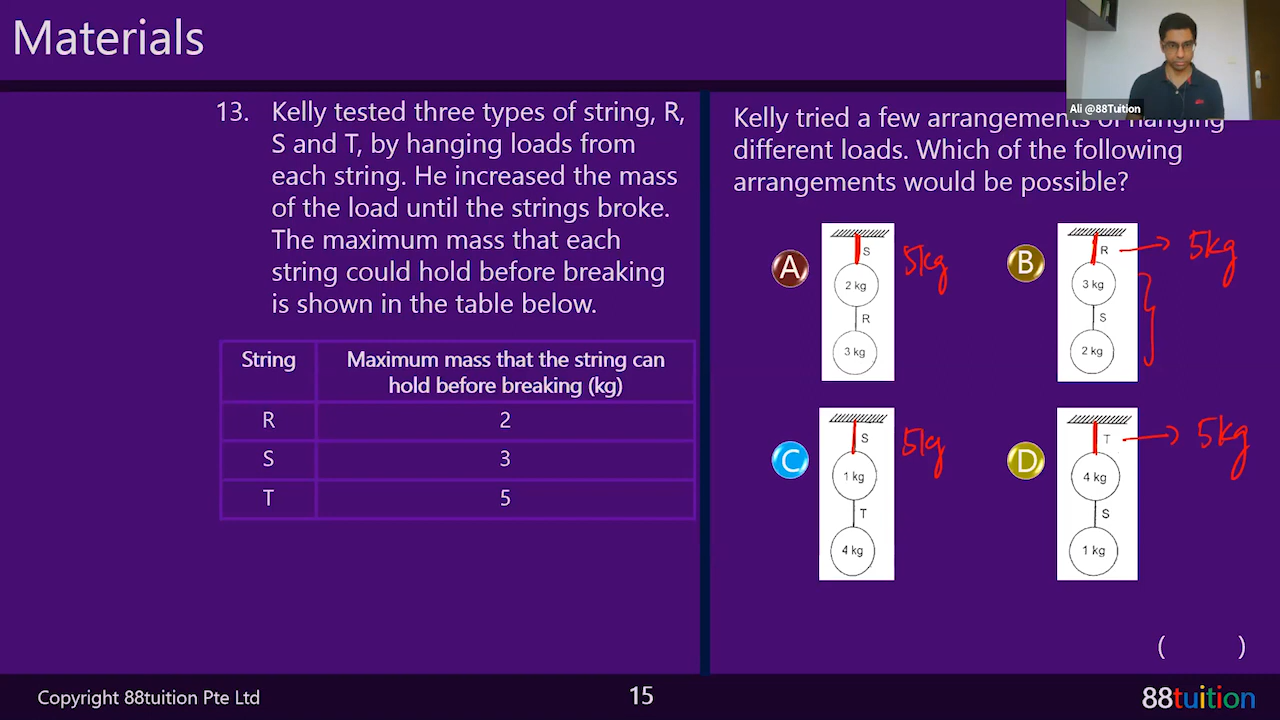 Materials
Ali @88Tuition
13. Kelly tested three types of string, R,
S and T, by hanging loads from
each string. He increased the mass
of the load until the strings broke.
The maximum mass that each
string could hold before breaking
is shown in the table below.
String
Maximum mass that the string can
hold before breaking (kg)
R 2
S 3
T 5
Kelly tried a few arrangements of hanging
different loads. Which of the following
arrangements would be possible?
A
S
5kg
2 kg
R
3 kg
B
R
5kg
3 kg
S
2 kg
C
S
5kg
1 kg
T
4 kg
D
T
5kg
4 kg
S
1 kg
( )
Copyright 88tuition Pte Ltd
15
88tuition